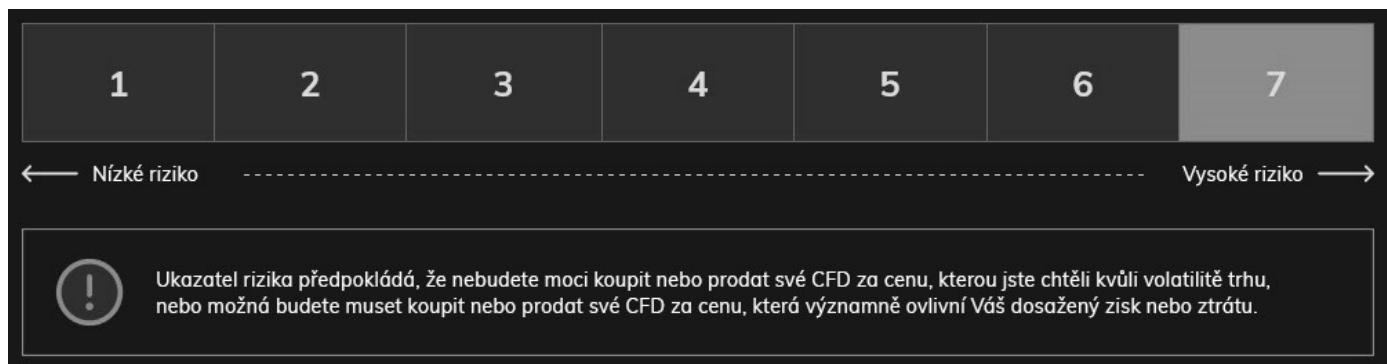 1 2 3 4 5 6 7
Nízké riziko Vysoké riziko
Ukazatel rizika předpokládá, že nebudete moci koupit nebo prodat své CFD za cenu, kterou jste chtěli kvůli volatilitě trhu,
nebo možná budete muset koupit nebo prodat své CFD za cenu, která významně ovlivní Váš dosažený zisk nebo ztrátu.